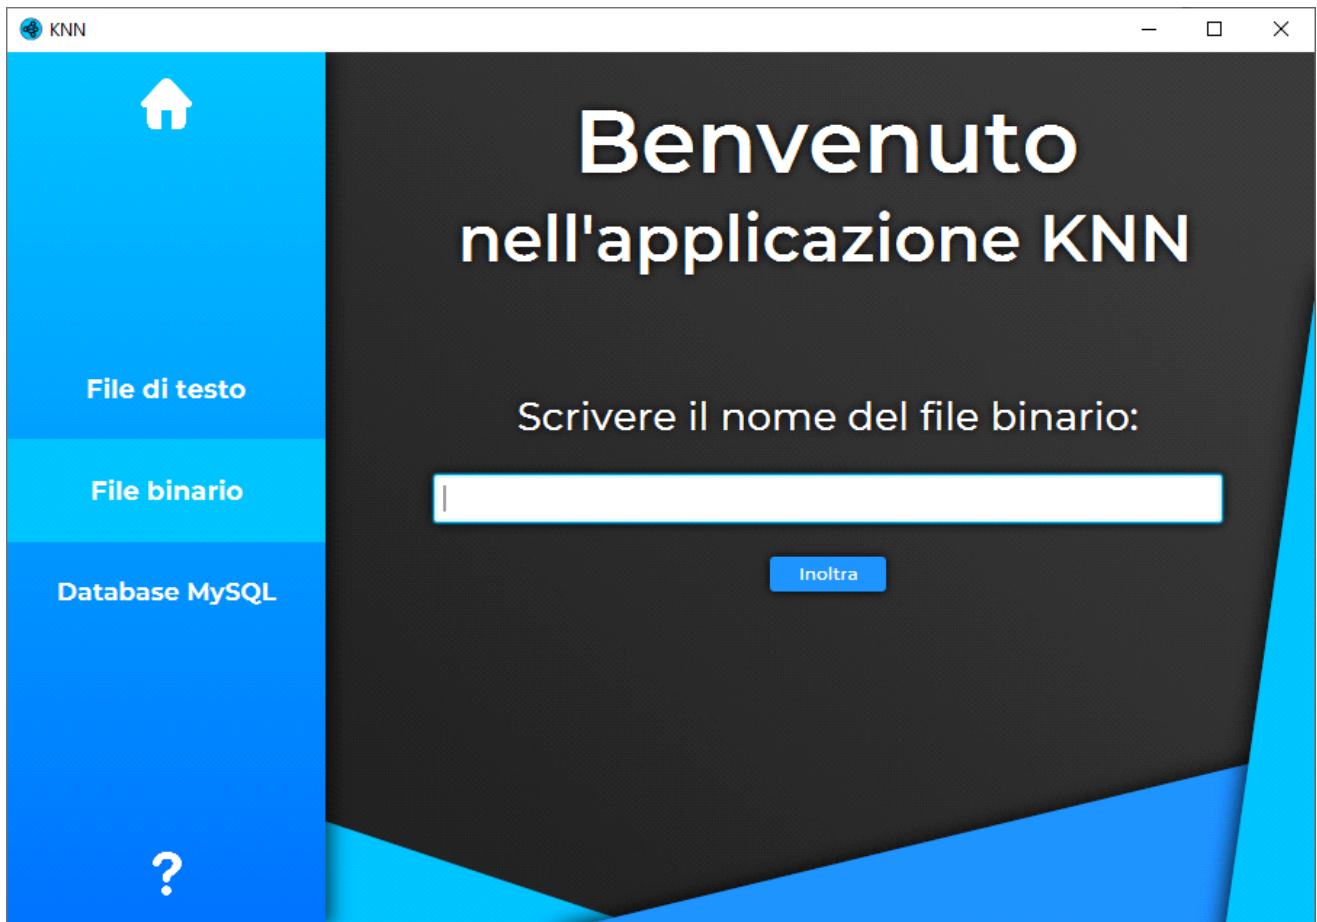 KNN
Benvenuto
nell'applicazione KNN
File di testo
File binario
Database MySQL
?
Scrivere il nome del file binario:
Inoltra